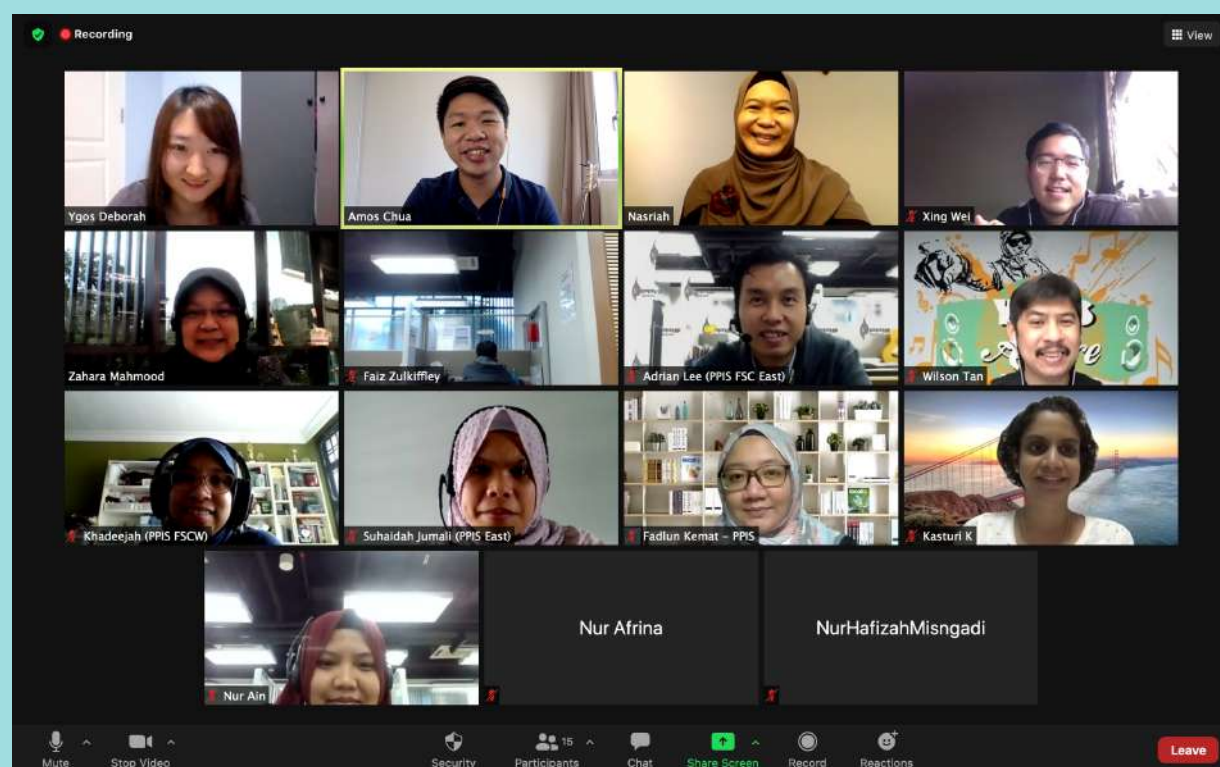 Recording
View
Ygos Deborah
Amos Chua
Nasriah
Xing Wei
Zahara Mahmood
Faiz Zulkiffley
Adrian Lee (PPIS FSC East)
Wilson Tan
Khadeejah (PPIS FSCW)
Suhaidah Jumali (PPIS East)
Fadlun Kemat – PPIS
Kasturi K
Nur Ain
Nur Afrina
NurHafizahMisngadi
Mute
Stop Video
Security
Participants
15
Chat
Share Screen
Record
Reactions
Leave